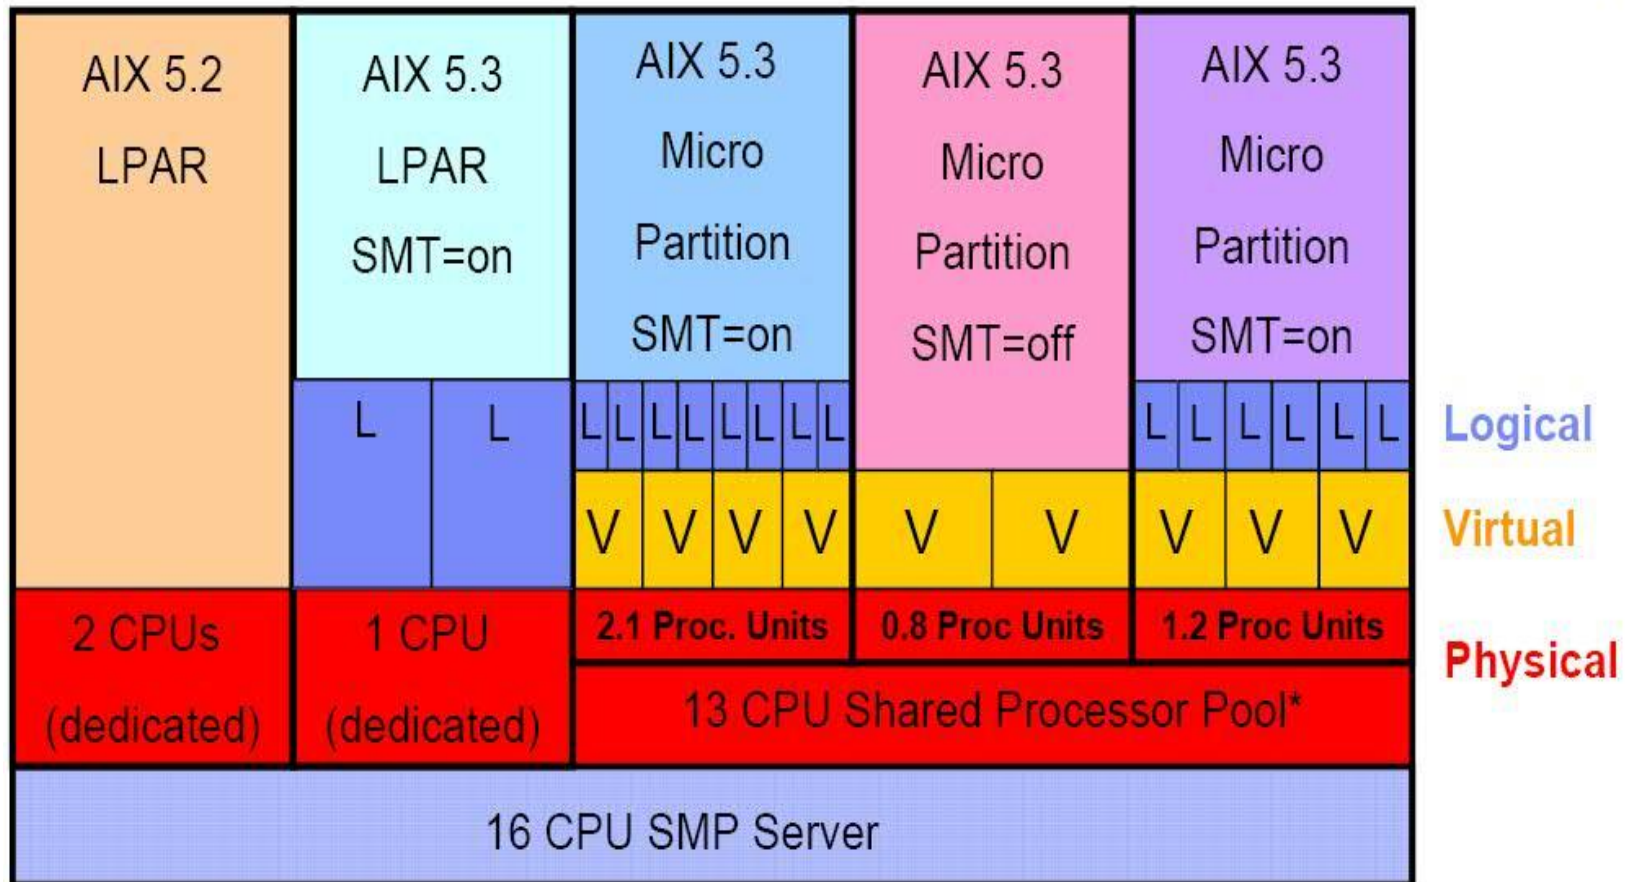 AIX 5.2
LPAR
AIX 5.3
LPAR
SMT=on
AIX 5.3
Micro
Partition
SMT=on
AIX 5.3
Micro
Partition
SMT=off
AIX 5.3
Micro
Partition
SMT=on
L L
L L L L L L L L
L L L L L L
Logical
V V V V
V V
V V V
Virtual
2 CPUs
(dedicated)
1 CPU
(dedicated)
2.1 Proc. Units
0.8 Proc Units
1.2 Proc Units
Physical
13 CPU Shared Processor Pool*
16 CPU SMP Server